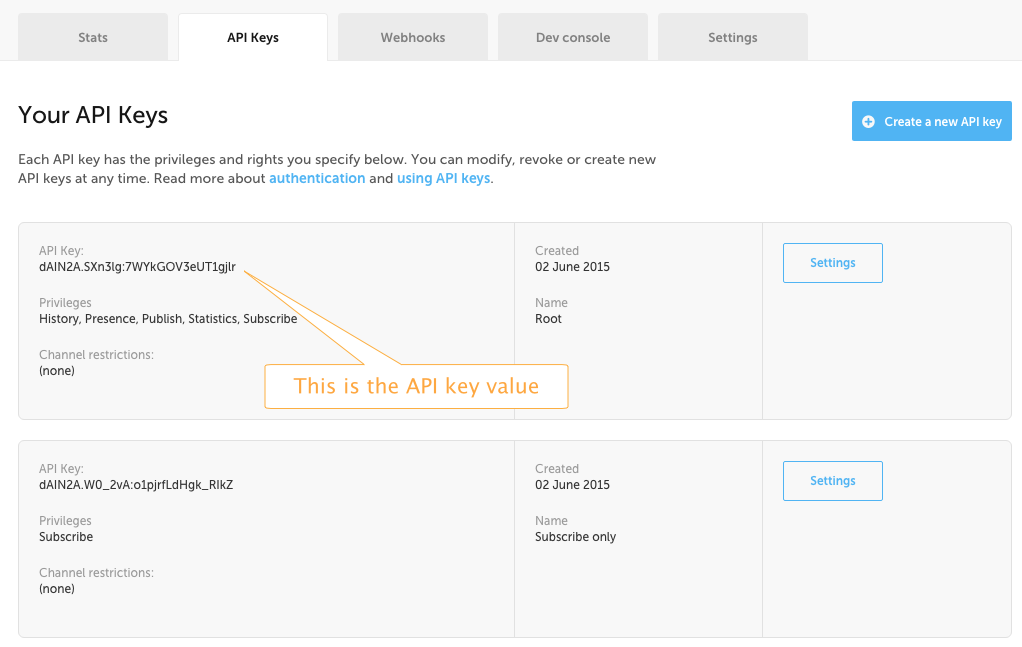 Stats
API Keys
Webhooks
Dev console
Settings
Your API Keys
Create a new API key
Each API key has the privileges and rights you specify below. You can modify, revoke or create new
API keys at any time. Read more about authentication and using API keys.
API Key:
dAIN2A.SXn3lg:7WYkGOV3eUT1gjlr
Privileges
History, Presence, Publish, Statistics, Subscribe
Channel restrictions:
(none)
This is the API key value
Created
02 June 2015
Name
Root
Settings
API Key:
dAIN2A.W0_2vA:o1pjrfLdHgk_RIkZ
Privileges
Subscribe
Channel restrictions:
(none)
Created
02 June 2015
Name
Subscribe only
Settings